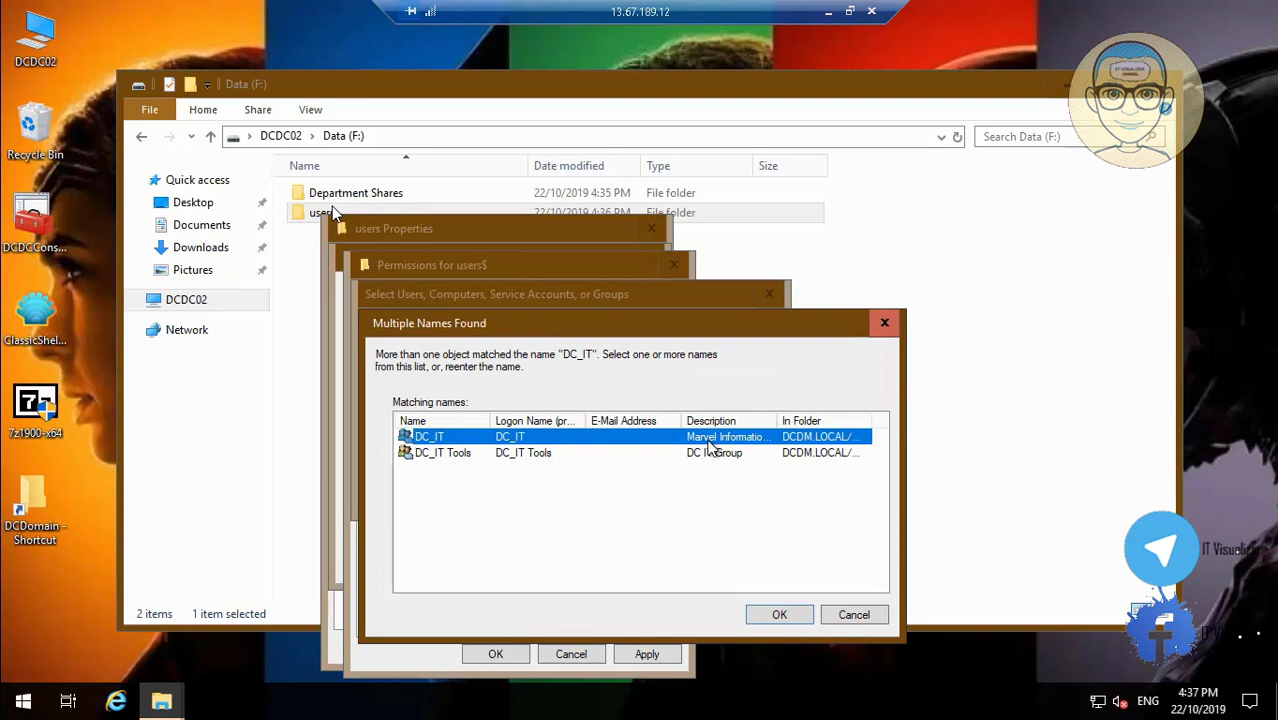 13.67.189.12
DCDC02
Recycle Bin
DCDCCons...
ClassicShel...
7z1900-x64
DCDomain -
Shortcut
Data (F:)
File
Home
Share
View
DCDC02
Data (F:)
Search Data (F:)
Name
Date modified
Type
Size
Department Shares
22/10/2019 4:35 PM
File folder
users
22/10/2019 4:36 PM
File folder
Quick access
Desktop
Documents
Downloads
Pictures
DCDC02
Network
2 items
1 item selected
users Properties
Permissions for users$
Select Users, Computers, Service Accounts, or Groups
Multiple Names Found
More than one object matched the name "DC_IT". Select one or more names
from this list, or, reenter the name.
Matching names:
Name
Logon Name (pr...
E-Mail Address
Description
In Folder
DC_IT
DC_IT
Marvel Informatio...
DCDM.LOCAL/...
DC_IT Tools
DC_IT Tools
DC IT Group
DCDM.LOCAL/...
OK
Cancel
OK
Cancel
Apply
IT VISUALIZER
CHANNEL
ENG
4:37 PM
22/10/2019